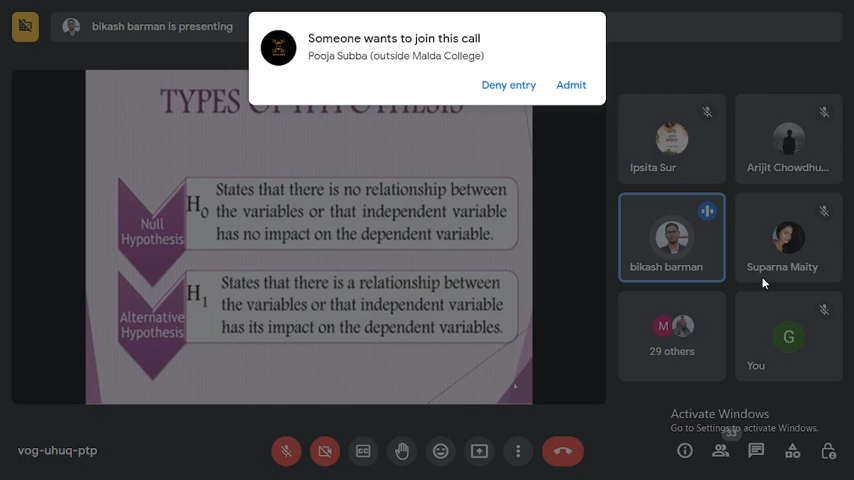 bikash barman is presenting
Someone wants to join this call
Pooja Subba (outside Malda College)
Deny entry
Admit
TYPES OF HYPOTHESIS
Null
Hypothesis
H0
States that there is no relationship between
the variables or that independent variable
has no impact on the dependent variable.
Alternative
Hypothesis
H1
States that there is a relationship between
the variables or that independent variable
has its impact on the dependent variables.
Ipsita Sur
Arijit Chowdhu...
bikash barman
Suparna Maity
M
29 others
G
You
Activate Windows
Go to Settings to activate Windows.
33
vog-uhuq-ptp